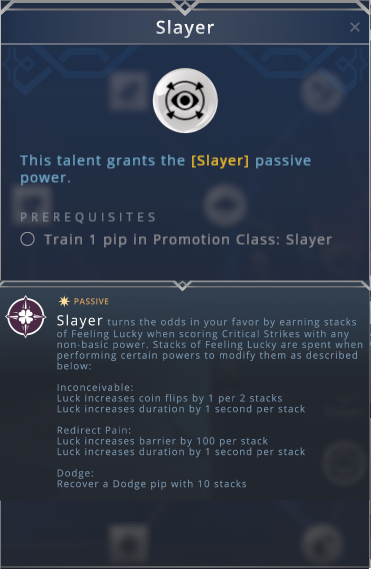 Slayer
This talent grants the [Slayer] passive
power.
PREREQUISITES
Train 1 pip in Promotion Class: Slayer
PASSIVE
Slayer turns the odds in your favor by earning stacks
of Feeling Lucky when scoring Critical Strikes with any
non-basic power. Stacks of Feeling Lucky are spent when
performing certain powers to modify them as described
below:
Inconceivable:
Luck increases coin flips by 1 per 2 stacks
Luck increases duration by 1 second per stack
Redirect Pain:
Luck increases barrier by 100 per stack
Luck increases duration by 1 second per stack
Dodge:
Recover a Dodge pip with 10 stacks